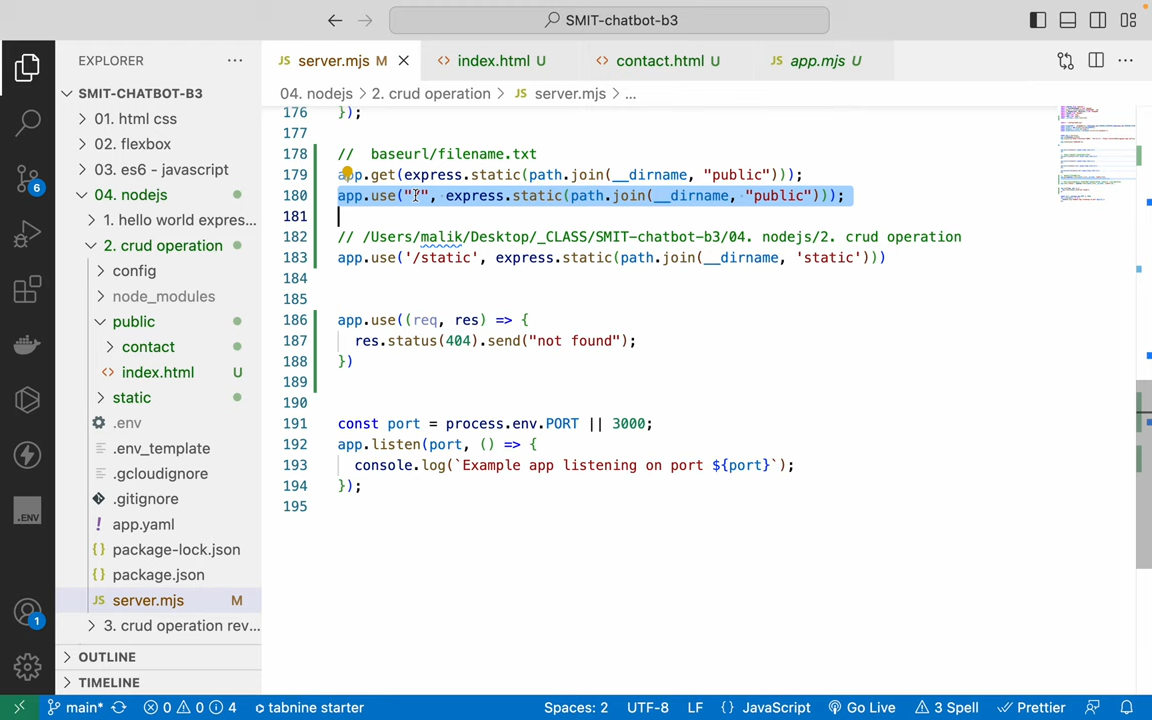 SMIT-chatbot-b3
EXPLORER
JS server.mjs M
<> index.html U
<> contact.html U
JS app.mjs U
SMIT-CHATBOT-B3
04. nodejs > 2. crud operation > JS server.mjs > ...
01. html css
02. flexbox
03. es6 - javascript
04. nodejs
1. hello world expres...
2. crud operation
config
node_modules
public
contact
<> index.html U
static
.env
.env_template
.gcloudignore
.gitignore
! app.yaml
{} package-lock.json
{} package.json
JS server.mjs M
3. crud operation rev...
OUTLINE
TIMELINE
6
1
.ENV
176 });
177
178 //  baseurl/filename.txt
179 app.get(express.static(path.join(__dirname, "public")));
180 app.use("/", express.static(path.join(__dirname, "public")));
181
182 // /Users/malik/Desktop/_CLASS/SMIT-chatbot-b3/04. nodejs/2. crud operation
183 app.use('/static', express.static(path.join(__dirname, 'static')))
184
185
186 app.use((req, res) => {
187 res.status(404).send("not found");
188 })
189
190
191 const port = process.env.PORT || 3000;
192 app.listen(port, () => {
193 console.log(`Example app listening on port ${port}`);
194 });
195
main* 0 0 4 tabnine starter Spaces: 2 UTF-8 LF {} JavaScript Go Live 3 Spell Prettier